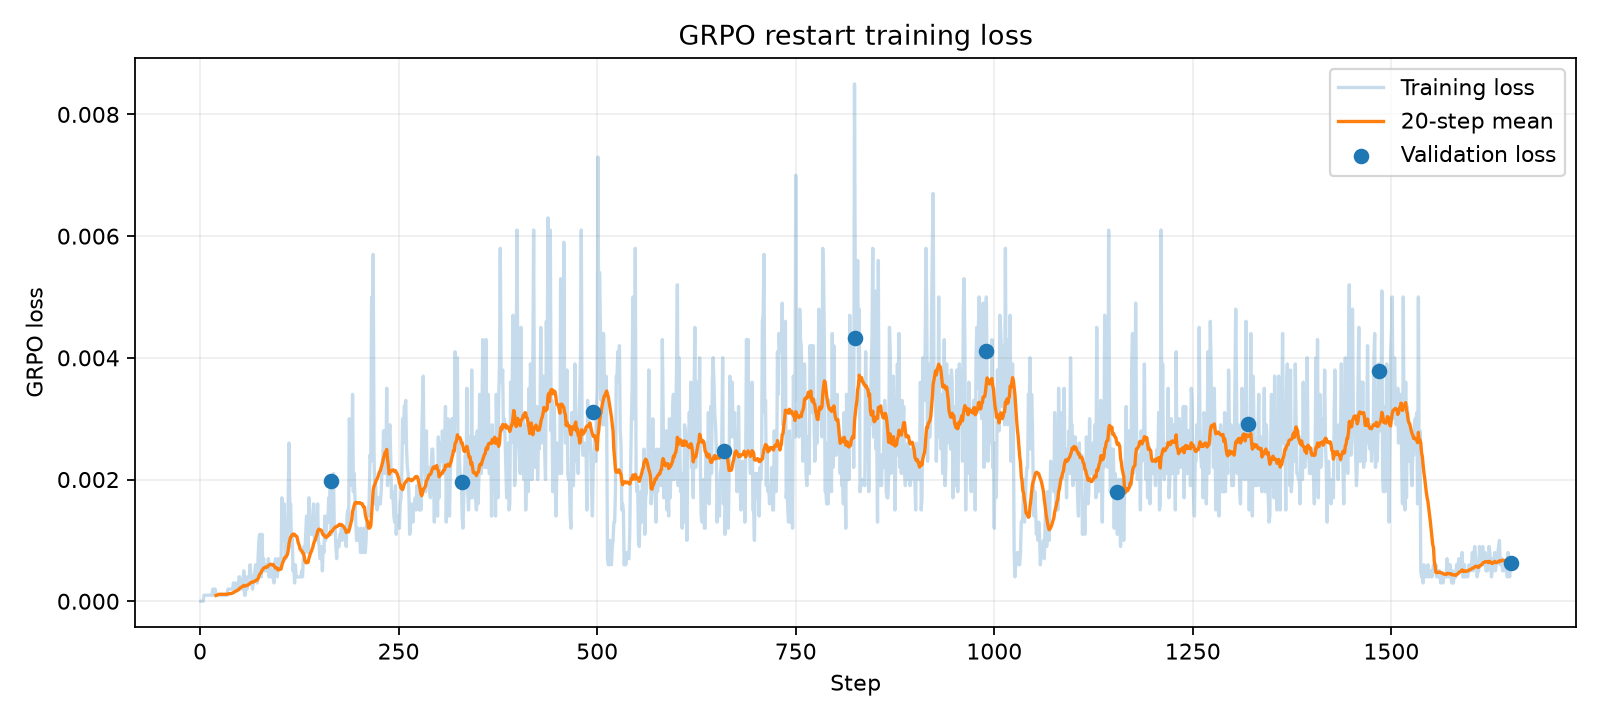 GRPO restart training loss
Training loss
20-step mean
Validation loss
GRPO loss
0.008
0.006
0.004
0.002
0.000
0
250
500
750
1000
1250
1500
Step